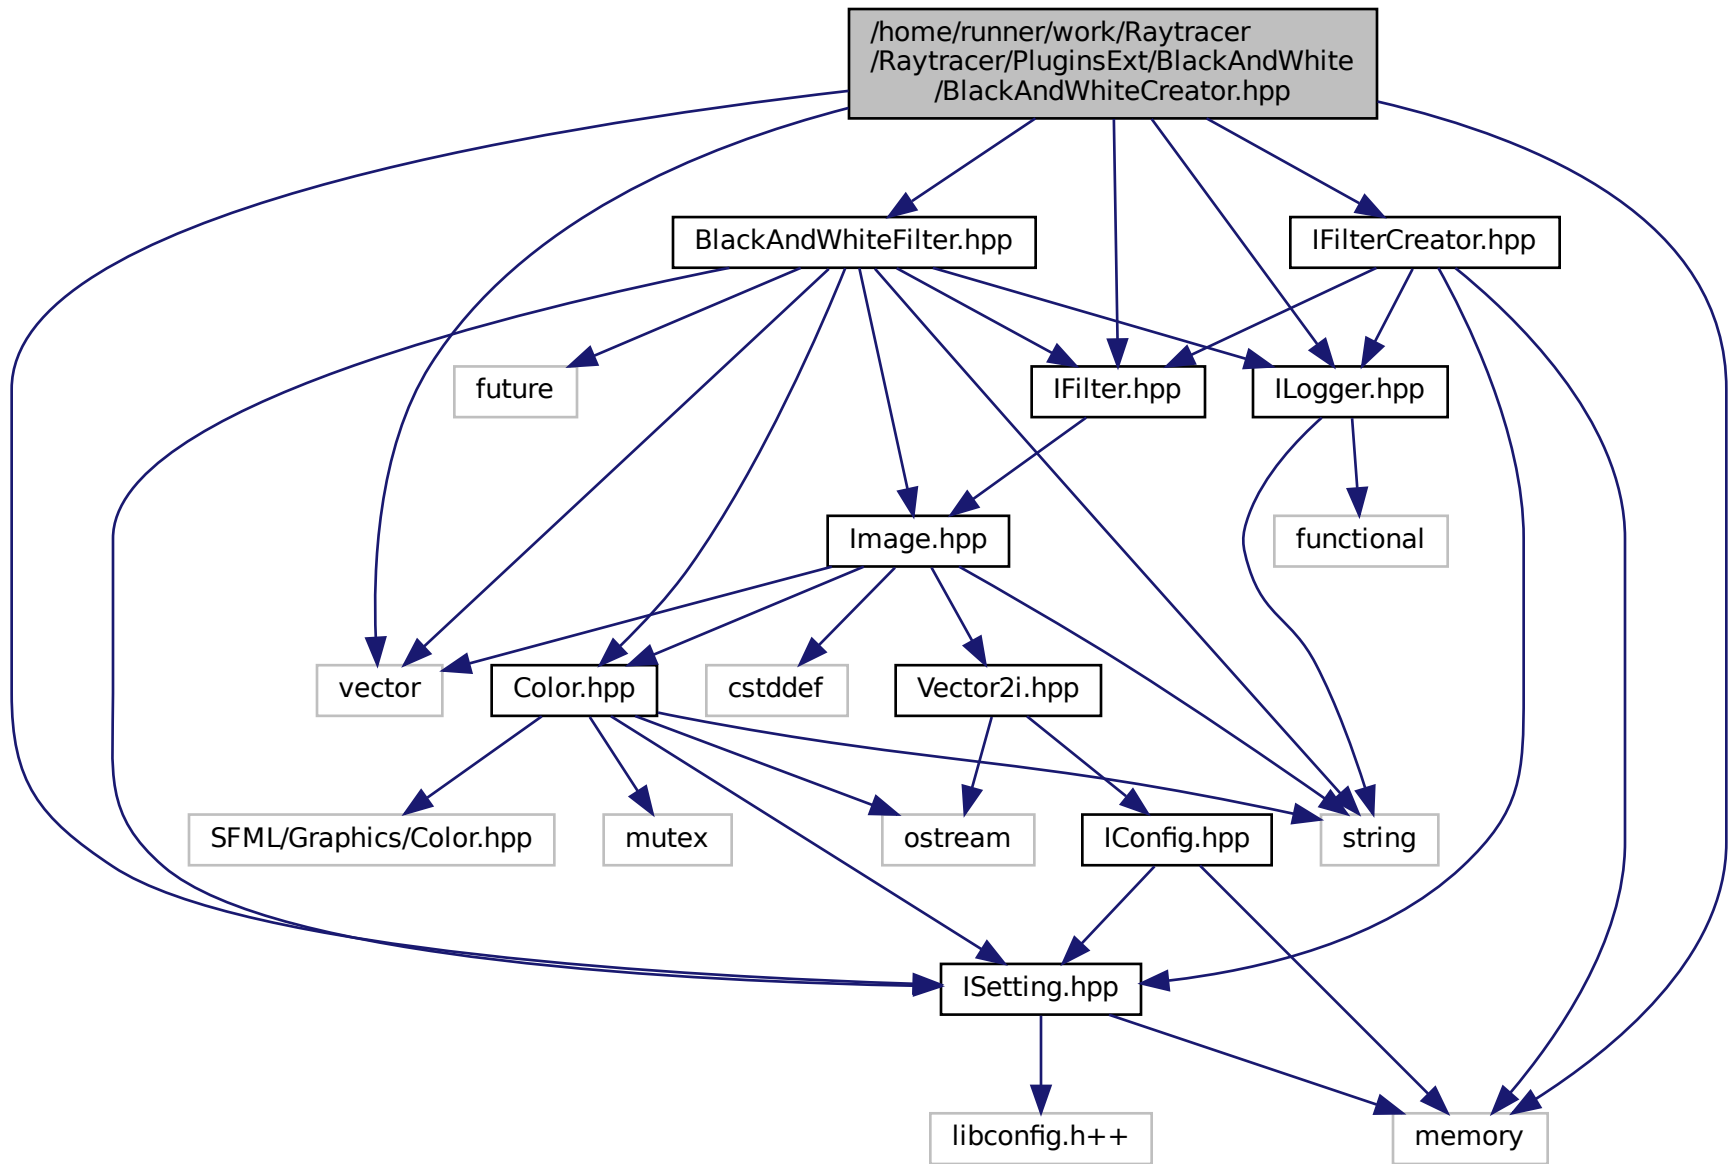 /home/runner/work/Raytracer
/Raytracer/PluginsExt/BlackAndWhite
/BlackAndWhiteCreator.hpp
BlackAndWhiteFilter.hpp
IFilterCreator.hpp
future
IFilter.hpp
ILogger.hpp
Image.hpp
functional
vector
Color.hpp
cstddef
Vector2i.hpp
SFML/Graphics/Color.hpp
mutex
ostream
IConfig.hpp
string
ISetting.hpp
libconfig.h++
memory